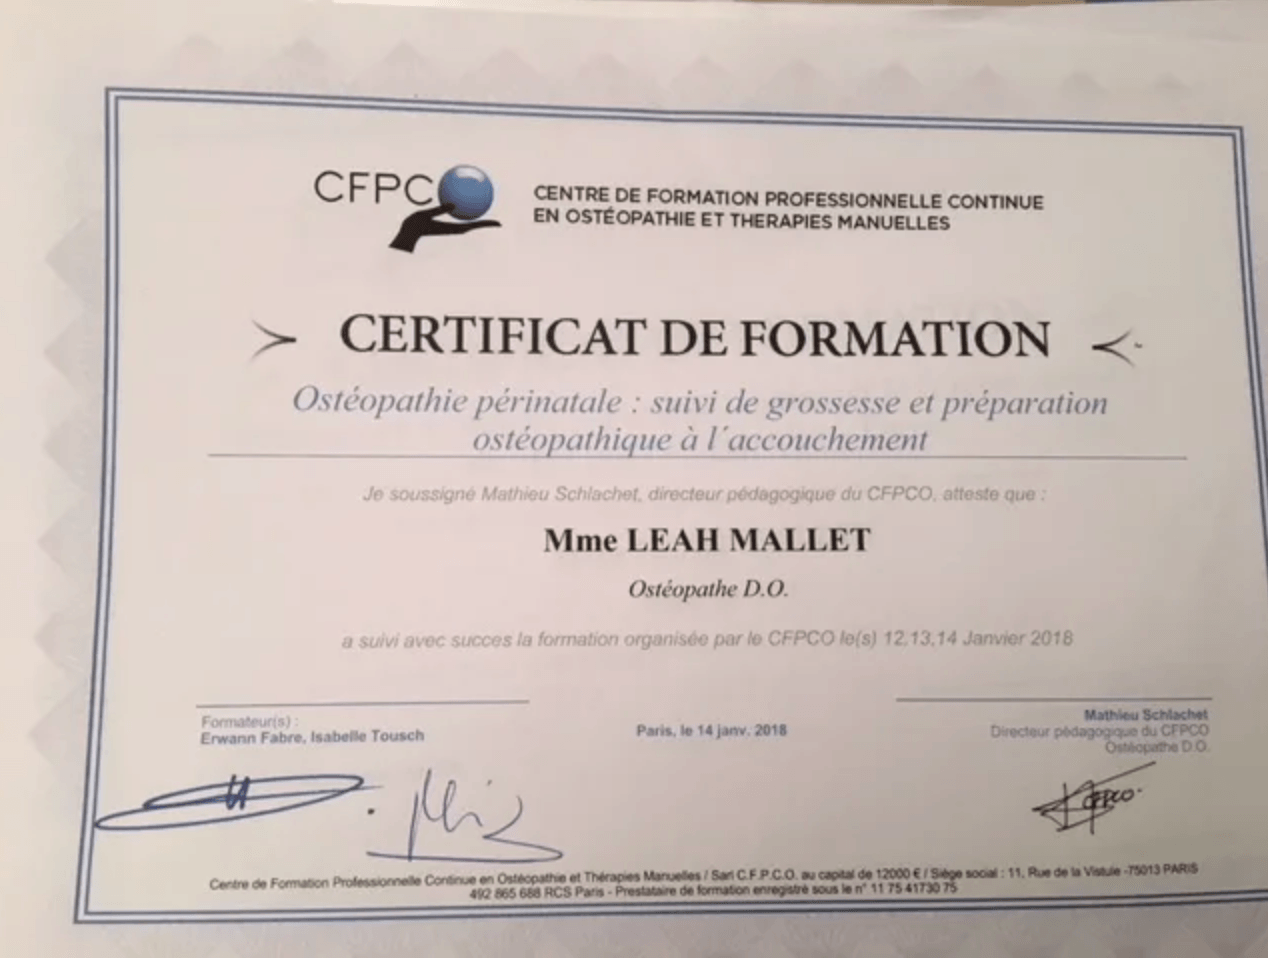 CFPCO
CENTRE DE FORMATION PROFESSIONNELLE CONTINUE
EN OSTÉOPATHIE ET THERAPIES MANUELLES
CERTIFICAT DE FORMATION
Ostéopathie périnatale : suivi de grossesse et préparation
ostéopathique à l´accouchement
Je soussigné Mathieu Schlachet, directeur pédagogique du CFPCO, atteste que :
Mme LEAH MALLET
Ostéopathe D.O.
a suivi avec succes la formation organisée par le CFPCO le(s) 12,13,14 Janvier 2018
Formateur(s) :
Erwann Fabre, Isabelle Tousch
Paris, le 14 janv. 2018
Mathieu Schlachet
Directeur pédagogique du CFPCO
Ostéopathe D.O.
CFPCO
Centre de Formation Professionnelle Continue en Ostéopathie et Thérapies Manuelles / Sarl C.F.P.C.O. au capital de 12000 € / Siège social : 11, Rue de la Vistule -75013 PARIS
492 865 688 RCS Paris - Prestataire de formation enregistré sous le n° 11 75 41730 75